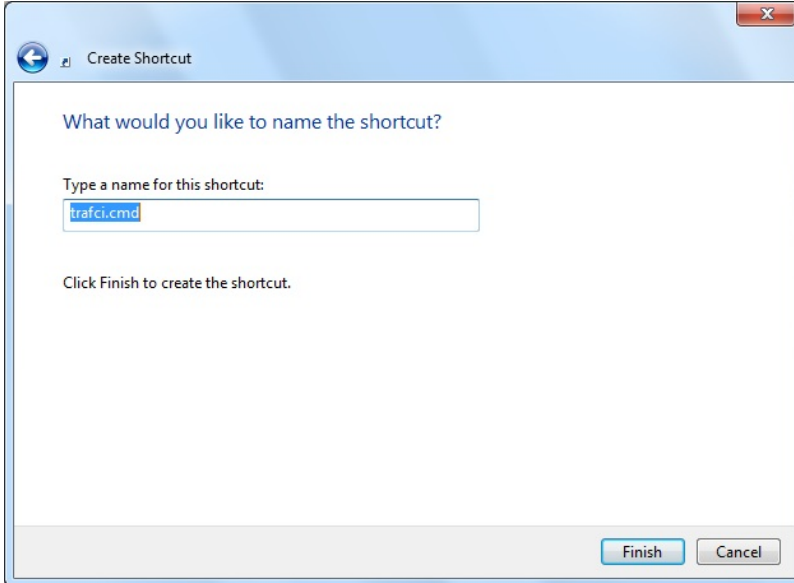 Create Shortcut
What would you like to name the shortcut?
Type a name for this shortcut:
trafci.cmd
Click Finish to create the shortcut.
Finish Cancel